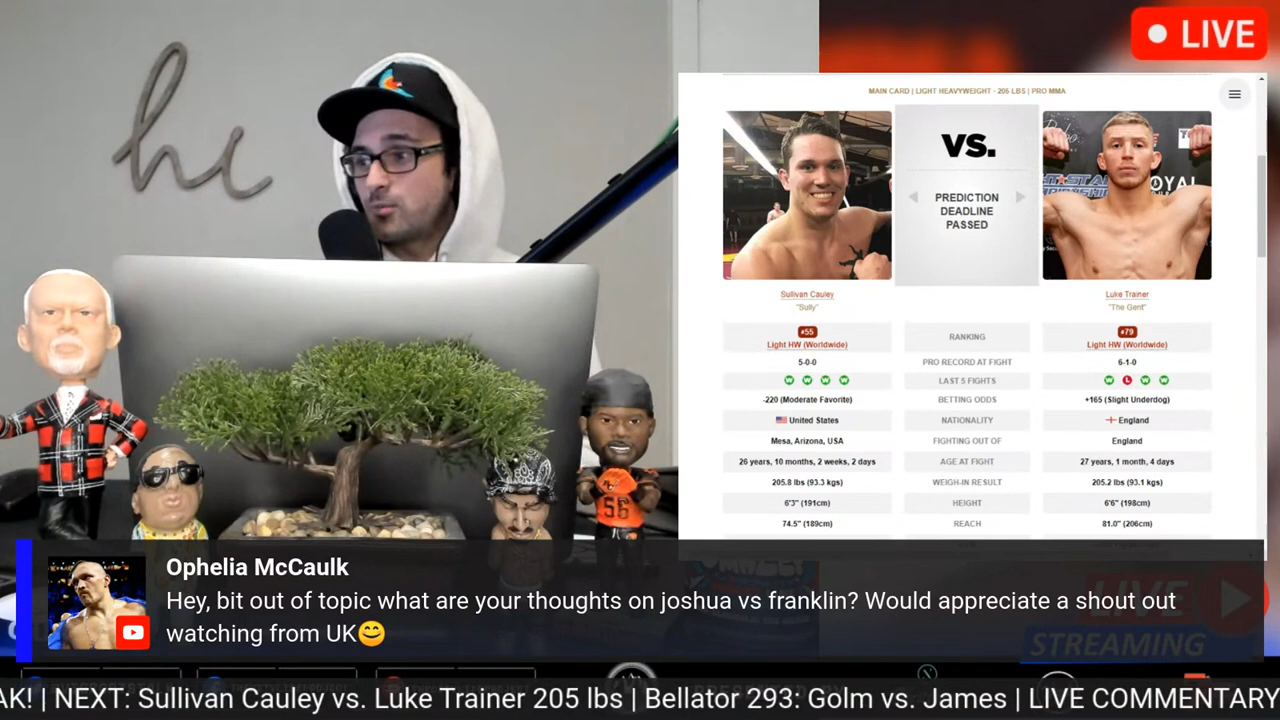 hi
LIVE
MAIN CARD | LIGHT HEAVYWEIGHT - 205 LBS | PRO MMA
VS.
PREDICTION
DEADLINE
PASSED
Sullivan Cauley
"Sully"
Luke Trainer
"The Gent"
#55
Light HW (Worldwide)
RANKING
#79
Light HW (Worldwide)
5-0-0 PRO RECORD AT FIGHT 6-1-0
W W W W LAST 5 FIGHTS W L W W
-220 (Moderate Favorite) BETTING ODDS +165 (Slight Underdog)
United States NATIONALITY England
Mesa, Arizona, USA FIGHTING OUT OF England
26 years, 10 months, 2 weeks, 2 days AGE AT FIGHT 27 years, 1 month, 4 days
205.8 lbs (93.3 kgs) WEIGH-IN RESULT 205.2 lbs (93.1 kgs)
6'3" (191cm) HEIGHT 6'6" (198cm)
74.5" (189cm) REACH 81.0" (206cm)
56
Ophelia McCaulk
Hey, bit out of topic what are your thoughts on joshua vs franklin? Would appreciate a shout out
watching from UK😊
LIVE
STREAMING
AK! | NEXT: Sullivan Cauley vs. Luke Trainer 205 lbs | Bellator 293: Golm vs. James | LIVE COMMENTARY